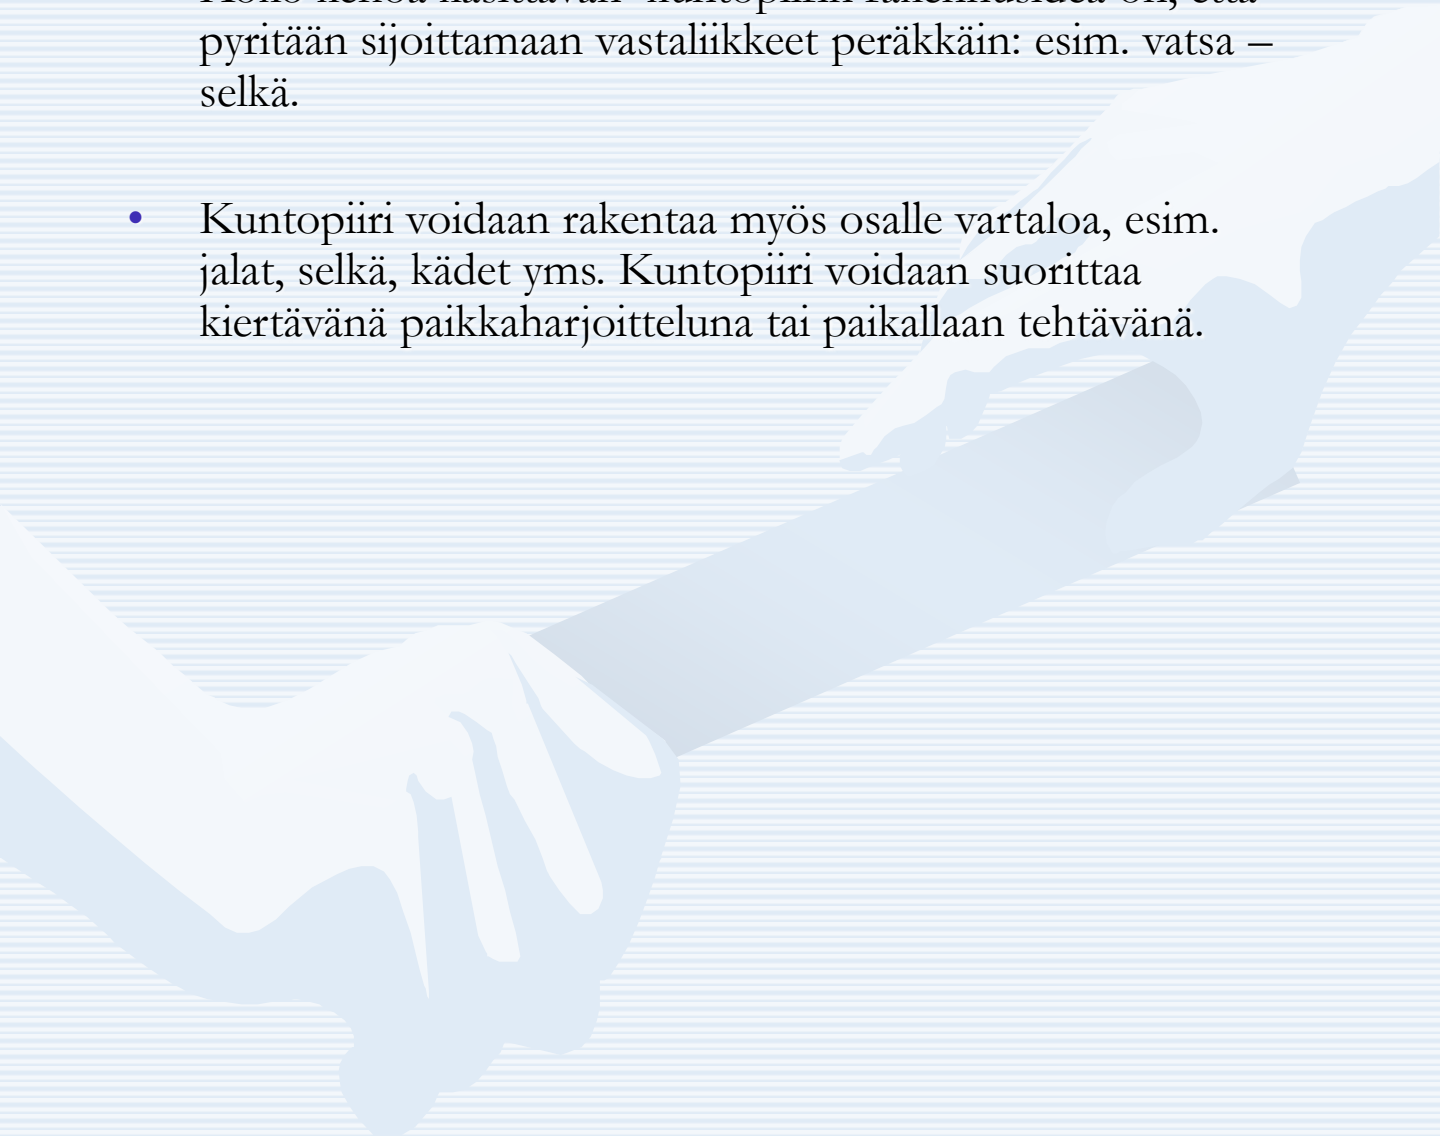 pyritään sijoittamaan vastaliikkeet peräkkäin: esim. vatsa –
selkä.
• Kuntopiiri voidaan rakentaa myös osalle vartaloa, esim.
jalat, selkä, kädet yms. Kuntopiiri voidaan suorittaa
kiertävänä paikkaharjoitteluna tai paikallaan tehtävänä.